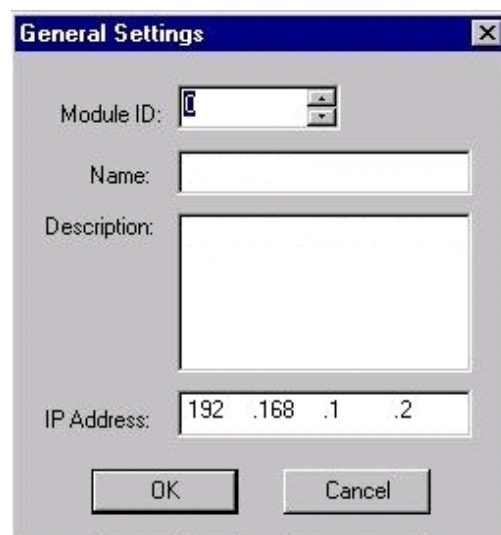 General Settings
Module ID: 0
Name:
Description:
IP Address: 192 .168 .1 .2
OK Cancel